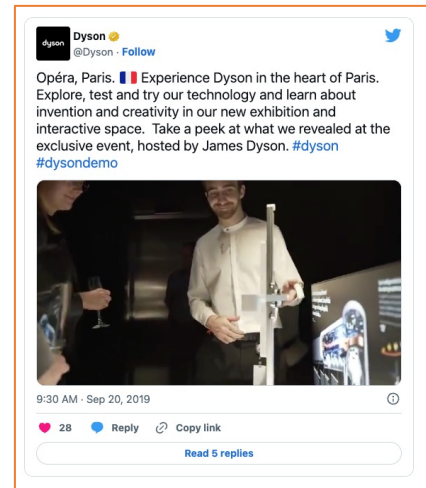 dyson
Dyson
@Dyson · Follow
Opéra, Paris. 🇫🇷 Experience Dyson in the heart of Paris.
Explore, test and try our technology and learn about
invention and creativity in our new exhibition and
interactive space.  Take a peek at what we revealed at the
exclusive event, hosted by James Dyson. #dyson
#dysondemo
9:30 AM · Sep 20, 2019
28 Reply Copy link
Read 5 replies